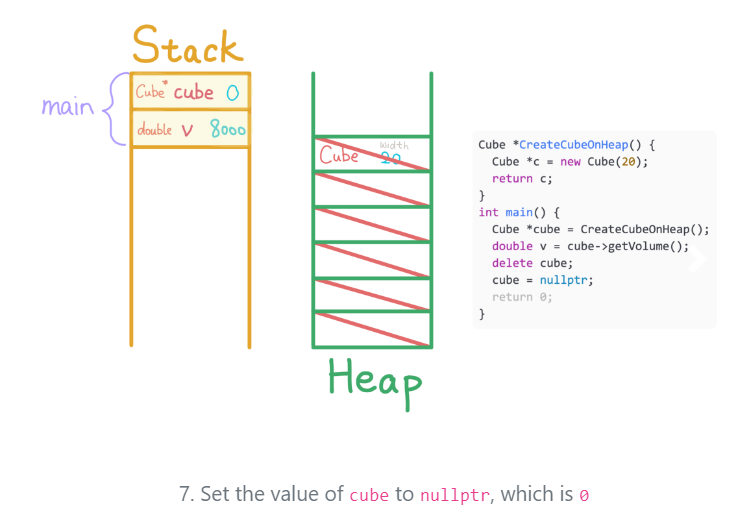 Stack
main
Cube* cube 0
double v 8000
Cube width 20
Heap
Cube *CreateCubeOnHeap() {
  Cube *c = new Cube(20);
  return c;
}
int main() {
  Cube *cube = CreateCubeOnHeap();
  double v = cube->getVolume();
  delete cube;
  cube = nullptr;
  return 0;
}
7. Set the value of cube to nullptr, which is 0